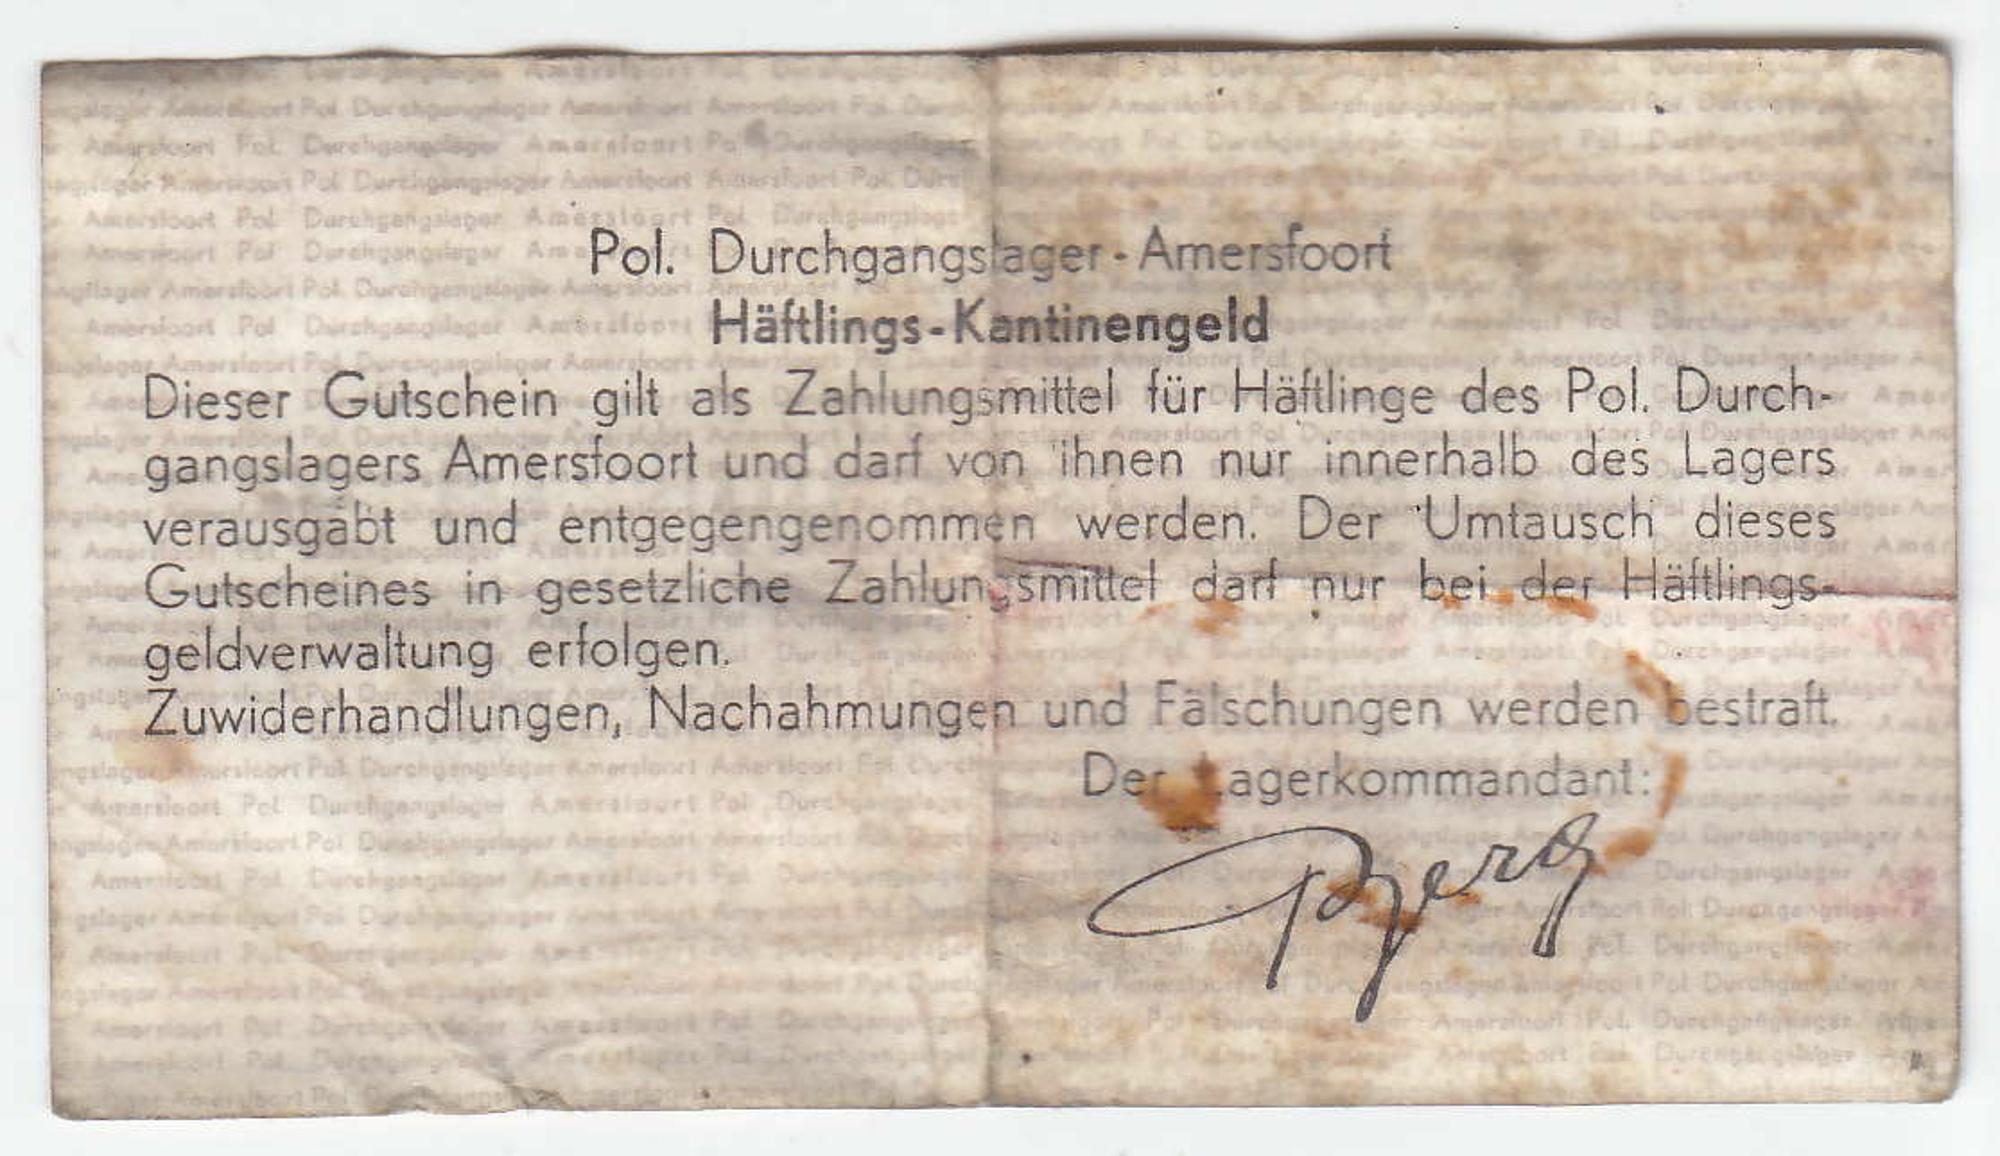 Pol. Durchgangslager - Amersfoort
Häftlings-Kantinengeld
Dieser Gutschein gilt als Zahlungsmittel für Häftlinge des Pol. Durch-
gangslagers Amersfoort und darf von ihnen nur innerhalb des Lagers
verausgabt und entgegengenommen werden. Der Umtausch dieses
Gutscheines in gesetzliche Zahlungsmittel darf nur bei der Häftlings-
geldverwaltung erfolgen.
Zuwiderhandlungen, Nachahmungen und Fälschungen werden bestraft.
Der Lagerkommandant:
Berg